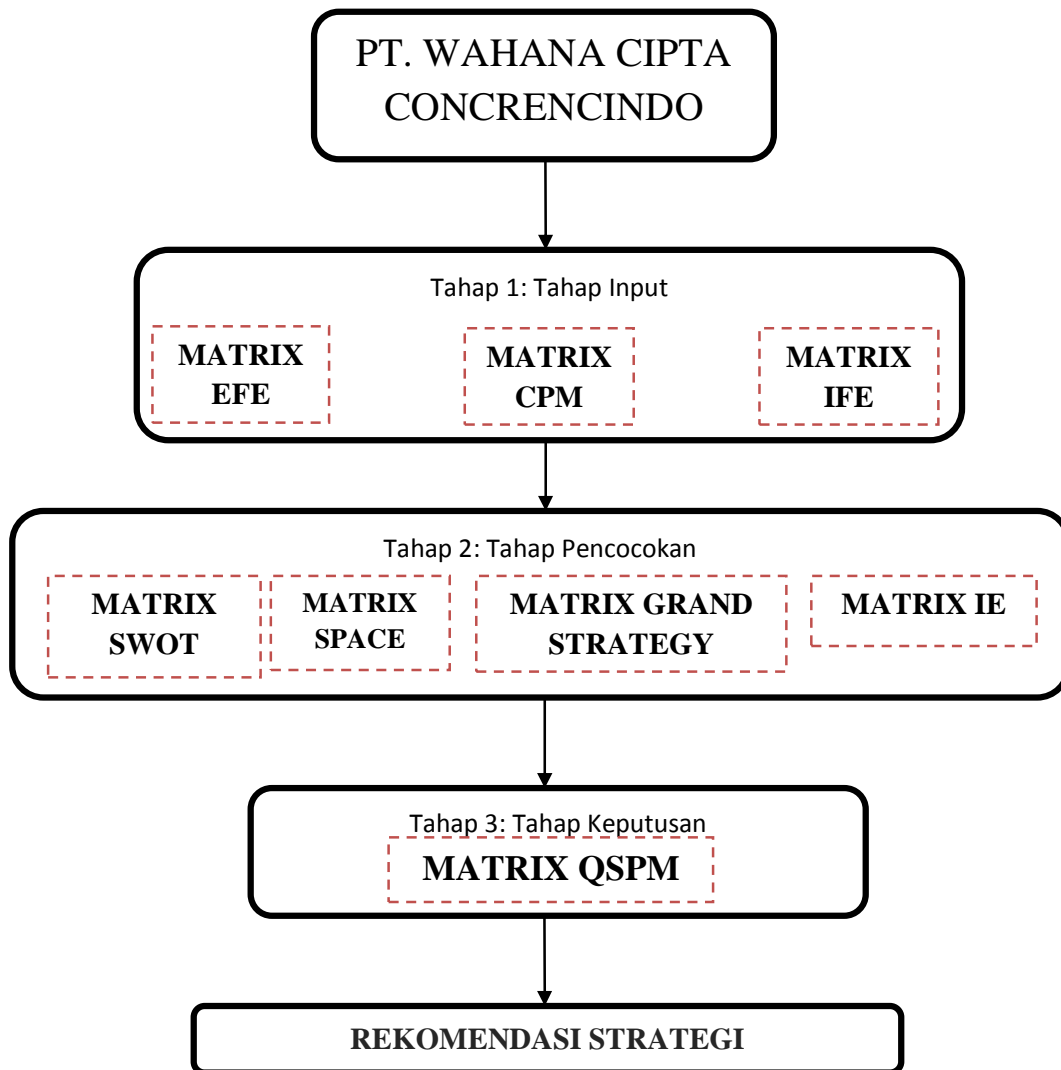 PT. WAHANA CIPTA
CONCRENCINDO
Tahap 1: Tahap Input
MATRIX
EFE
MATRIX
CPM
MATRIX
IFE
Tahap 2: Tahap Pencocokan
MATRIX
SWOT
MATRIX
SPACE
MATRIX GRAND
STRATEGY
MATRIX IE
Tahap 3: Tahap Keputusan
MATRIX QSPM
REKOMENDASI STRATEGI